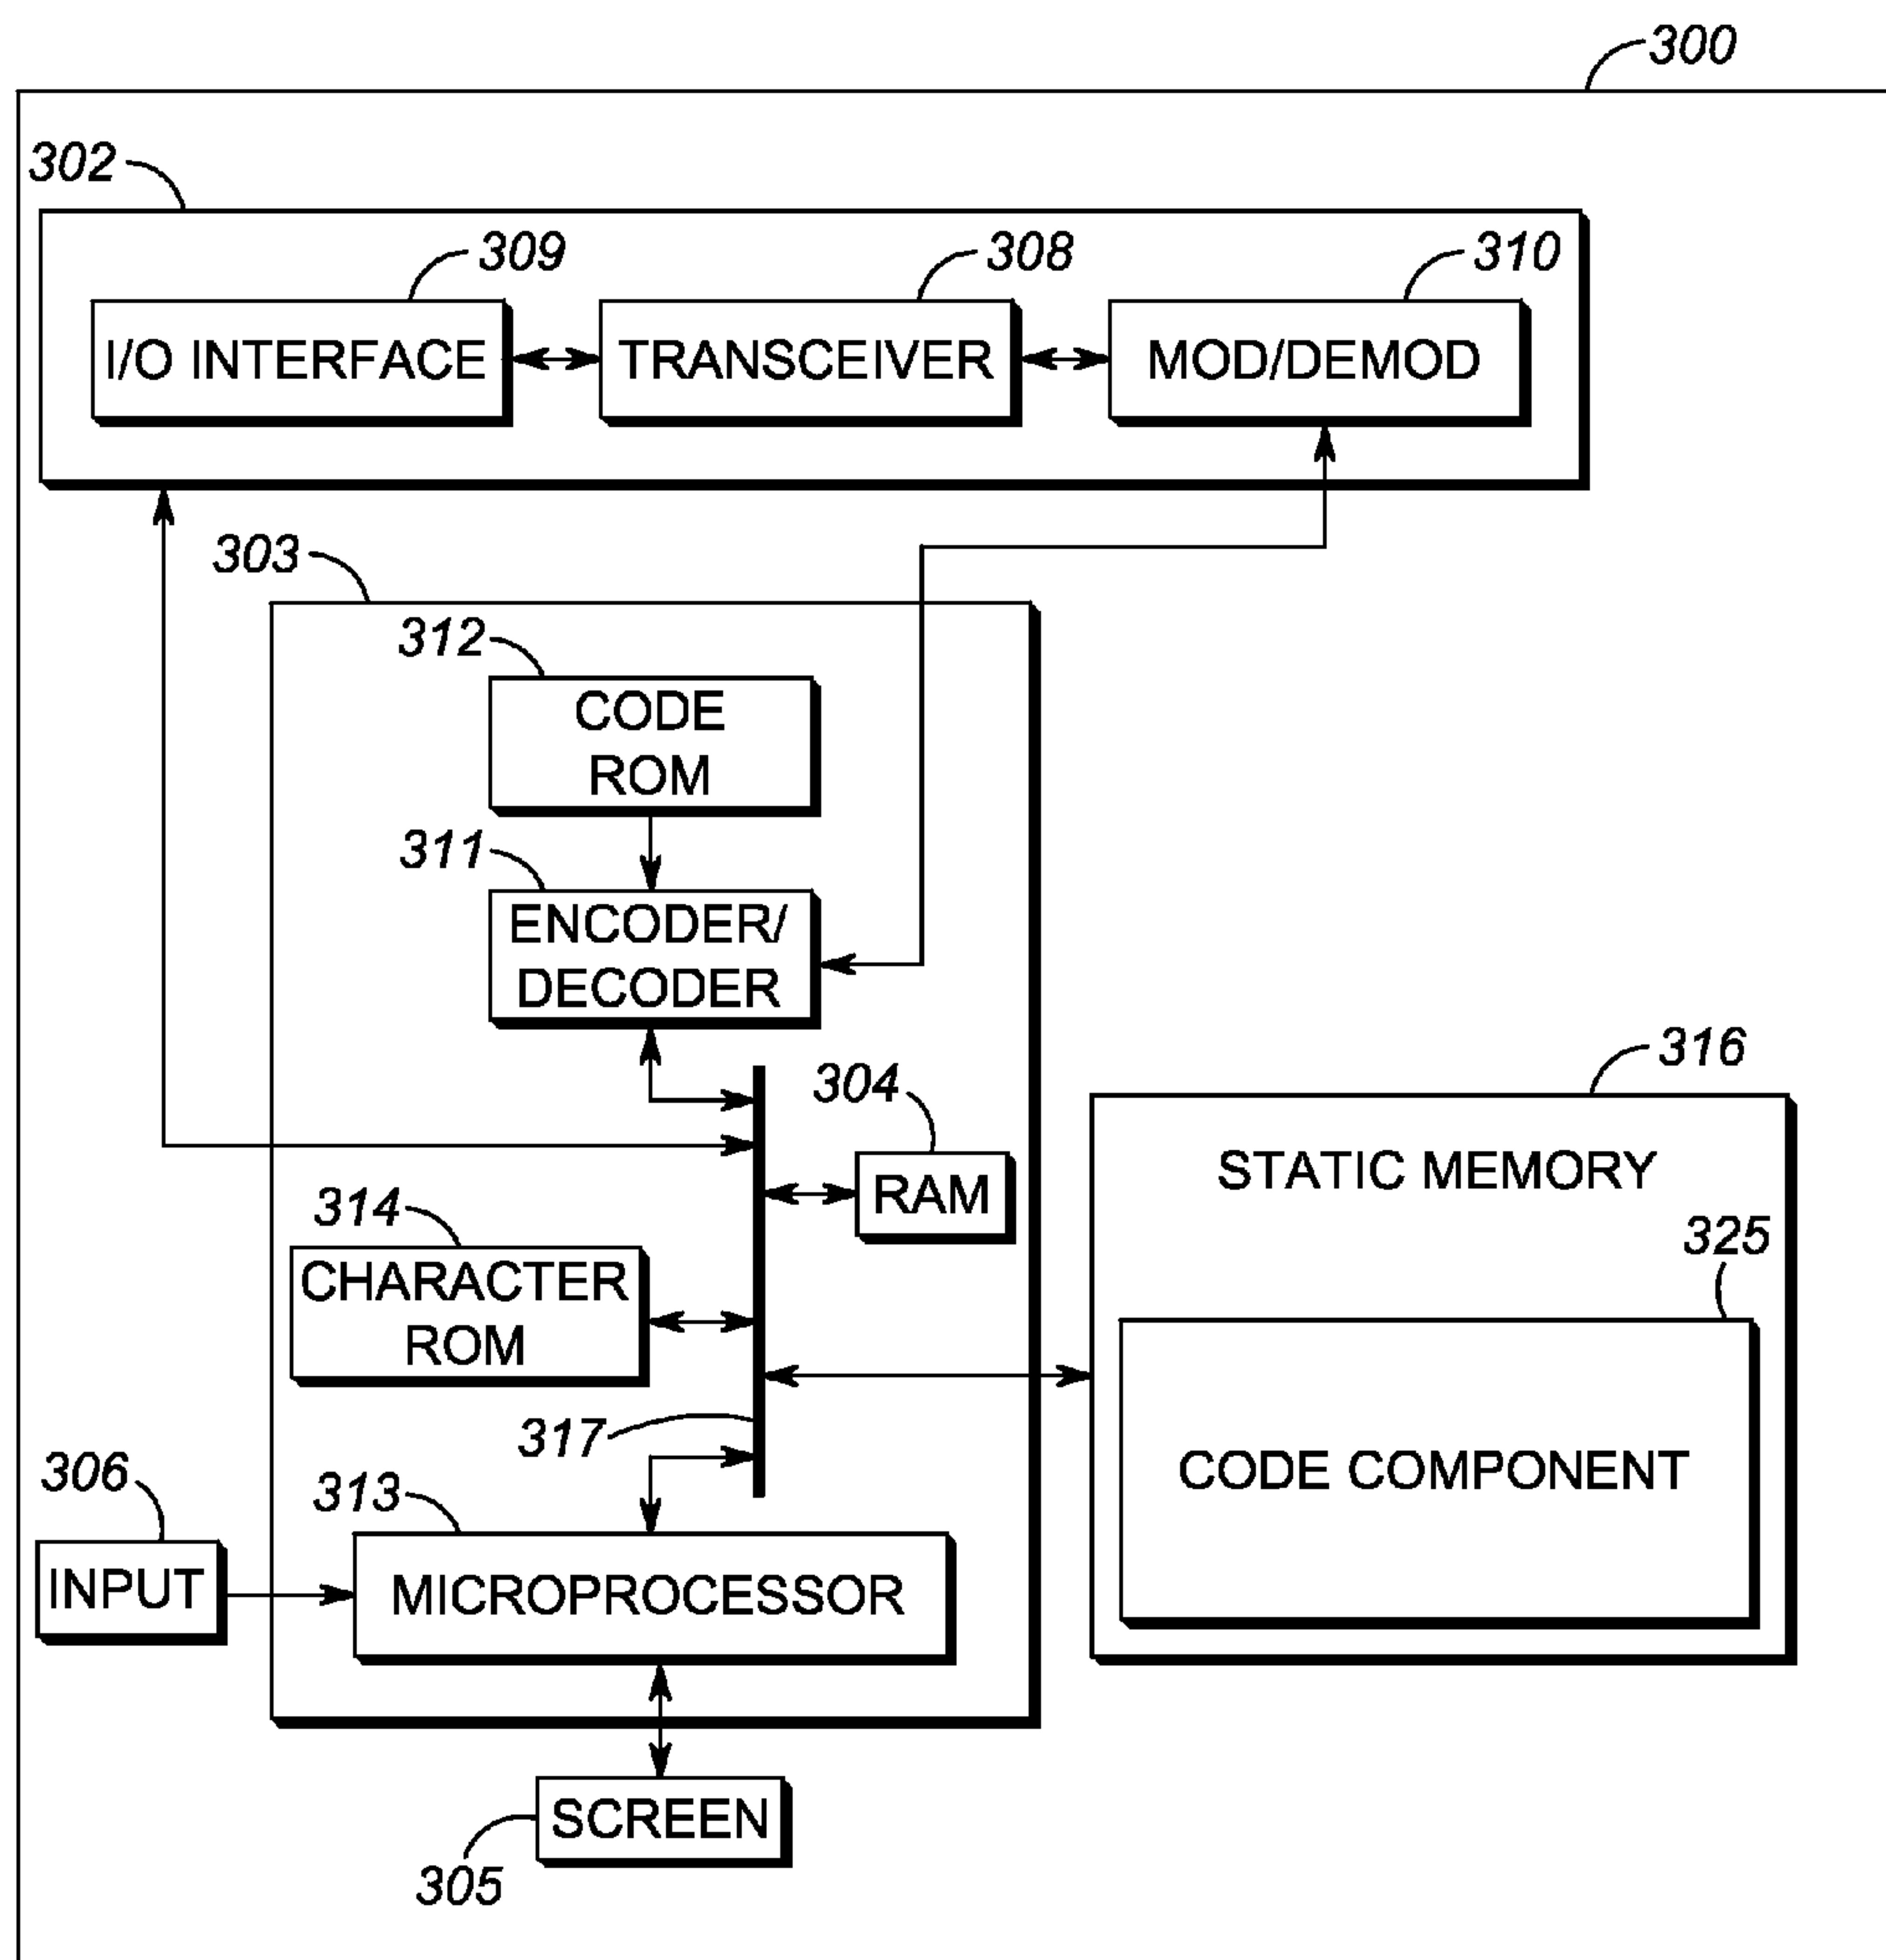 300
302
309
308
310
I/O INTERFACE
TRANSCEIVER
MOD/DEMOD
303
312
CODE
ROM
311
ENCODER/
DECODER
304
RAM
316
STATIC MEMORY
314
CHARACTER
ROM
325
CODE COMPONENT
317
306
INPUT
313
MICROPROCESSOR
SCREEN
305